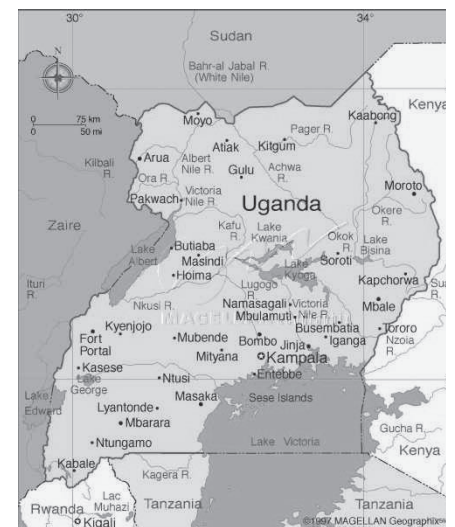 30°
34°
Sudan
N
Bahr-al Jabal R.
(White Nile)
0 75 km
0 50 mi
Kenya
Moyo
Kaabong
Pager R.
Atiak
Kitgum
Kilbali
R.
Arua
Albert
Nile R.
Achwa
R.
Ora R.
Gulu
Moroto
Pakwach
Victoria
Nile R.
Uganda
Okere
R.
Zaire
Kafu
R.
Lake
Kwania
Okok
R.
Lake
Bisina
Butiaba
Lake
Albert
Masindi
Soroti
Hoima
Lake
Kyoga
Kapchorwa
Ituri
R.
Lugogo
R.
Nkusi R.
Namasagali
Victoria
Nile R.
Mbale
MAGELLAN
Mbulamuti
Busembatia
Kyenjojo
Fort
Portal
Mubende
Bombo
Jinja
Iganga
Tororo
Nzoia
R.
Mityana
Kampala
Kasese
Entebbe
Lake
George
Ntusi
Masaka
Sese Islands
Lake
Edward
Lyantonde
Mbarara
Gucha R.
Ntungamo
Lake Victoria
Kenya
Kabale
Kagera R.
Rwanda
Lac
Muhazi
Tanzania
Tanzania
Kigali
©1997 MAGELLAN Geographix℠